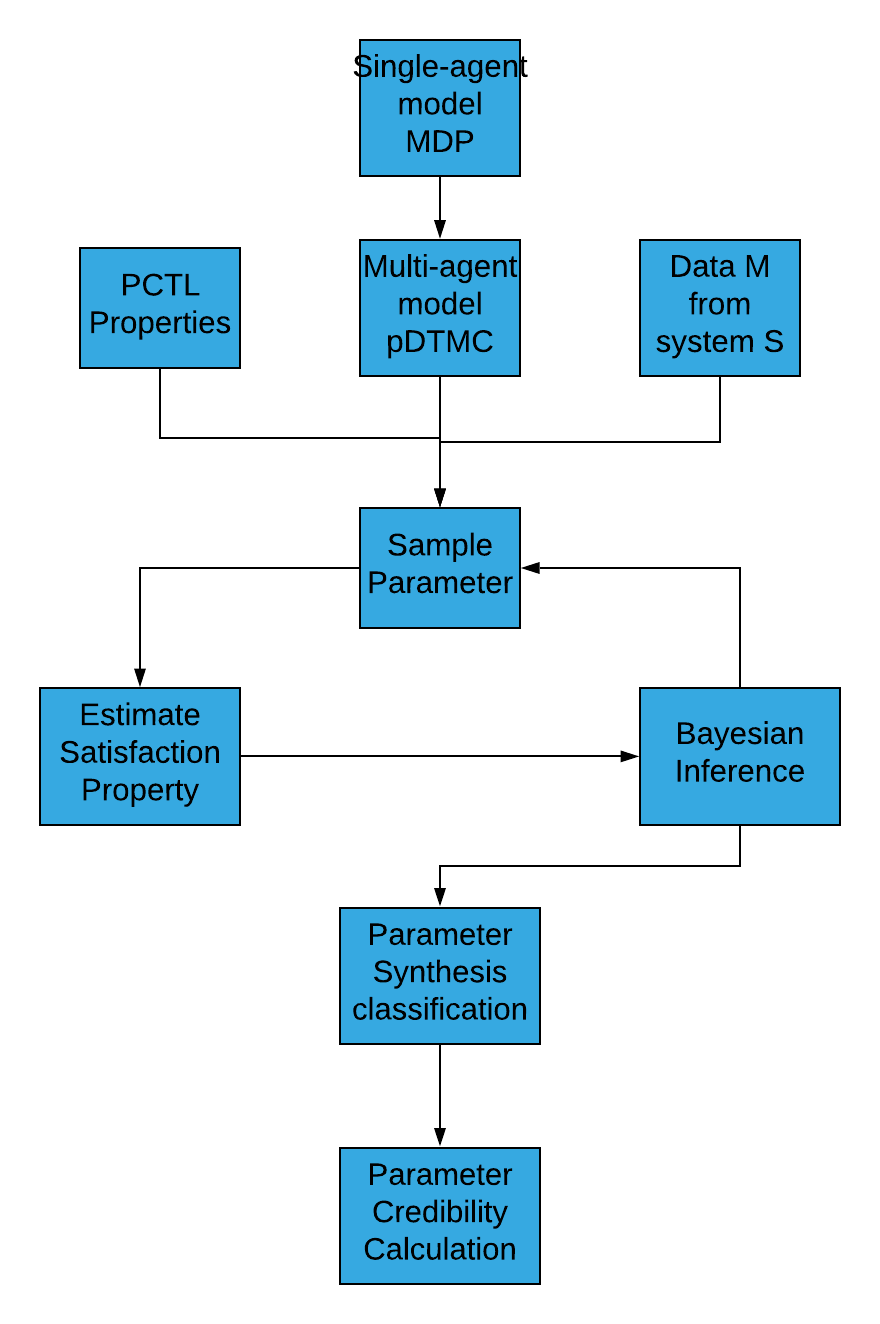 Single-agent
model
MDP
PCTL
Properties
Multi-agent
model
pDTMC
Data M
from
system S
Sample
Parameter
Estimate
Satisfaction
Property
Bayesian
Inference
Parameter
Synthesis
classification
Parameter
Credibility
Calculation